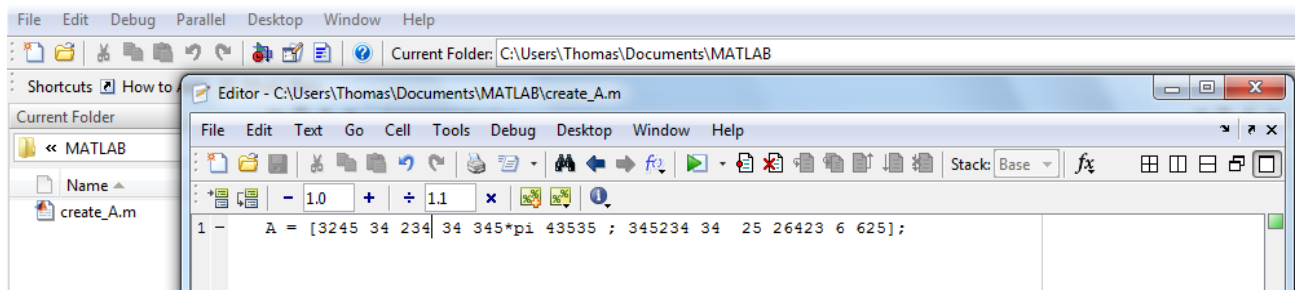 File Edit Debug Parallel Desktop Window Help
Current Folder: C:\Users\Thomas\Documents\MATLAB
Shortcuts How to
Current Folder
« MATLAB
Name
create_A.m
Editor - C:\Users\Thomas\Documents\MATLAB\create_A.m
File Edit Text Go Cell Tools Debug Desktop Window Help
Stack: Base fx
- 1.0 + ÷ 1.1 ×
1 - A = [3245 34 234 34 345*pi 43535 ; 345234 34  25 26423 6 625];